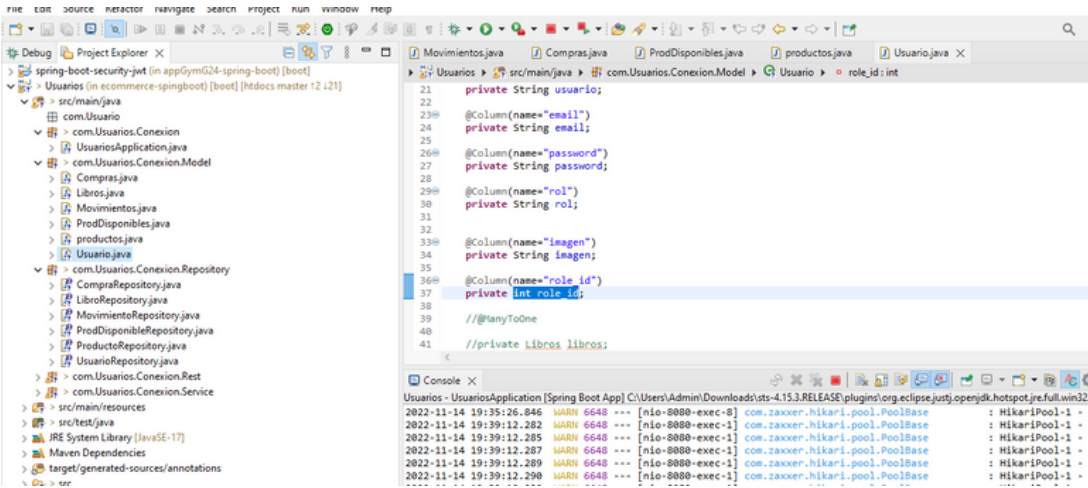 File Edit Source Refactor Navigate Search Project Run Window Help
Debug Project Explorer
spring-boot-security-jwt (in appGymG24-spring-boot) [boot]
> Usuarios (in ecommerce-spingboot) [boot] [htdocs master ↑2 ↓21]
> src/main/java
com.Usuario
> com.Usuarios.Conexion
> UsuariosApplication.java
> com.Usuarios.Conexion.Model
> Compras.java
> Libros.java
> Movimientos.java
> ProdDisponibles.java
> productos.java
> Usuario.java
> com.Usuarios.Conexion.Repository
> CompraRepository.java
> LibroRepository.java
> MovimientoRepository.java
> ProdDisponibleRepository.java
> ProductoRepository.java
> UsuarioRepository.java
> com.Usuarios.Conexion.Rest
> com.Usuarios.Conexion.Service
> src/main/resources
> src/test/java
JRE System Library [JavaSE-17]
Maven Dependencies
target/generated-sources/annotations
> src
Movimientos.java Compras.java ProdDisponibles.java productos.java Usuario.java
Usuarios src/main/java com.Usuarios.Conexion.Model Usuario role_id : int
21 private String usuario;
22
23 @Column(name="email")
24 private String email;
25
26 @Column(name="password")
27 private String password;
28
29 @Column(name="rol")
30 private String rol;
31
32
33 @Column(name="imagen")
34 private String imagen;
35
36 @Column(name="role_id")
37 private int role_id;
38
39 //@ManyToOne
40
41 //private Libros libros;
Console
Usuarios - UsuariosApplication [Spring Boot App] C:\Users\Admin\Downloads\sts-4.15.3.RELEASE\plugins\org.eclipse.justj.openjdk.hotspot.jre.full.win32
2022-11-14 19:35:26.846 WARN 6648 --- [nio-8080-exec-8] com.zaxxer.hikari.pool.PoolBase : HikariPool-1 -
2022-11-14 19:39:12.282 WARN 6648 --- [nio-8080-exec-1] com.zaxxer.hikari.pool.PoolBase : HikariPool-1 -
2022-11-14 19:39:12.285 WARN 6648 --- [nio-8080-exec-1] com.zaxxer.hikari.pool.PoolBase : HikariPool-1 -
2022-11-14 19:39:12.287 WARN 6648 --- [nio-8080-exec-1] com.zaxxer.hikari.pool.PoolBase : HikariPool-1 -
2022-11-14 19:39:12.289 WARN 6648 --- [nio-8080-exec-1] com.zaxxer.hikari.pool.PoolBase : HikariPool-1 -
2022-11-14 19:39:12.290 WARN 6648 --- [nio-8080-exec-1] com.zaxxer.hikari.pool.PoolBase : HikariPool-1 -